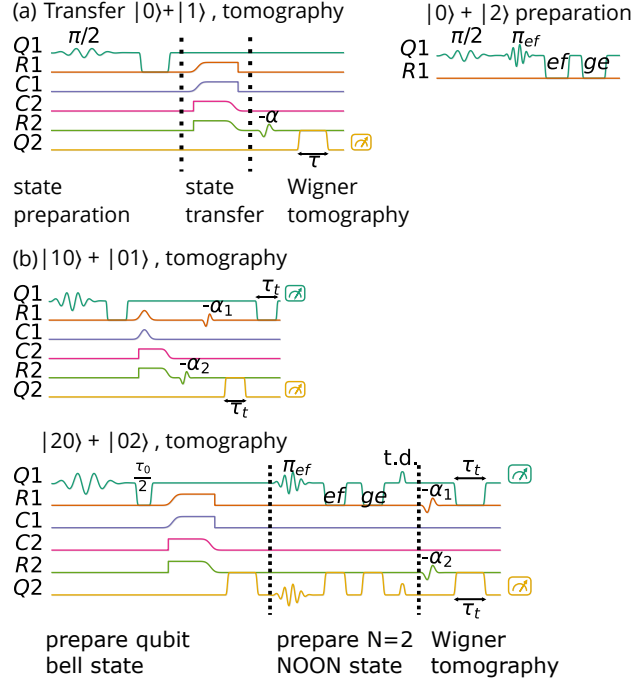 (a) Transfer |0⟩+|1⟩ , tomography
|0⟩ + |2⟩ preparation
Q1 π/2
R1
C1
C2
R2 -α
Q2
τ
Q1 π/2 π_ef
R1 ef ge
state preparation
state transfer
Wigner tomography
(b) |10⟩ + |01⟩ , tomography
Q1 τ_t
R1 -α_1
C1
C2
R2 -α_2
Q2 τ_t
|20⟩ + |02⟩ , tomography
Q1 τ_0/2 π_ef t.d. τ_t
R1 ef ge -α_1
C1
C2
R2 -α_2
Q2 τ_t
prepare qubit bell state
prepare N=2 NOON state
Wigner tomography